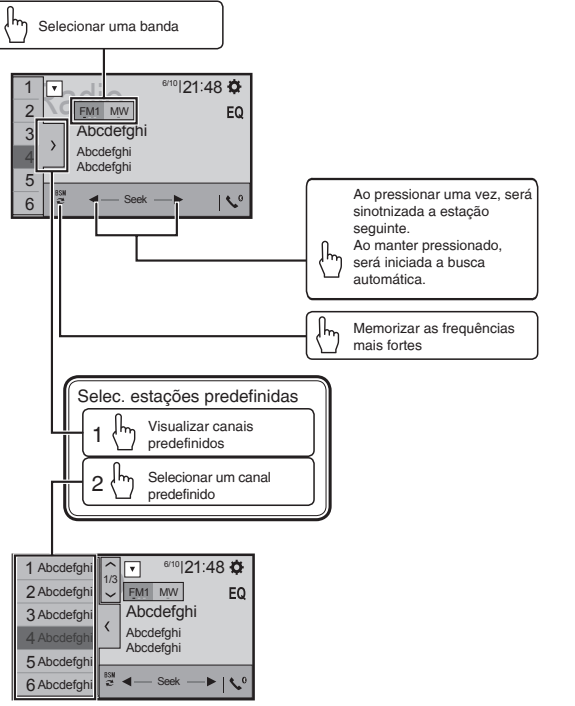 Selecionar uma banda
Radio
1
2
3
4
5
6
6/10 21:48
FM1 MW
EQ
Abcdefghi
Abcdefghi
Abcdefghi
BSM
Seek
0
Ao pressionar uma vez, será
sinotnizada a estação
seguinte.
Ao manter pressionado,
será iniciada a busca
automática.
Memorizar as frequências
mais fortes
Selec. estações predefinidas
1 Visualizar canais
predefinidos
2 Selecionar um canal
predefinido
1 Abcdefghi
2 Abcdefghi
3 Abcdefghi
4 Abcdefghi
5 Abcdefghi
6 Abcdefghi
1/3
6/10 21:48
FM1 MW
EQ
Abcdefghi
Abcdefghi
Abcdefghi
BSM
Seek
0